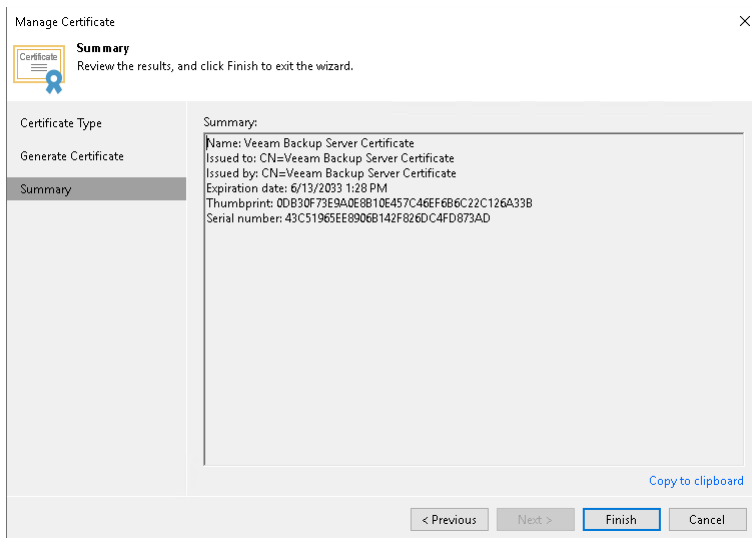 Manage Certificate
Certificate
Summary
Review the results, and click Finish to exit the wizard.
Certificate Type
Generate Certificate
Summary
Summary:
Name: Veeam Backup Server Certificate
Issued to: CN=Veeam Backup Server Certificate
Issued by: CN=Veeam Backup Server Certificate
Expiration date: 6/13/2033 1:28 PM
Thumbprint: 0DB30F73E9A0E8B10E457C46EF6B6C22C126A33B
Serial number: 43C51965EE8906B142F826DC4FD873AD
Copy to clipboard
< Previous
Next >
Finish
Cancel